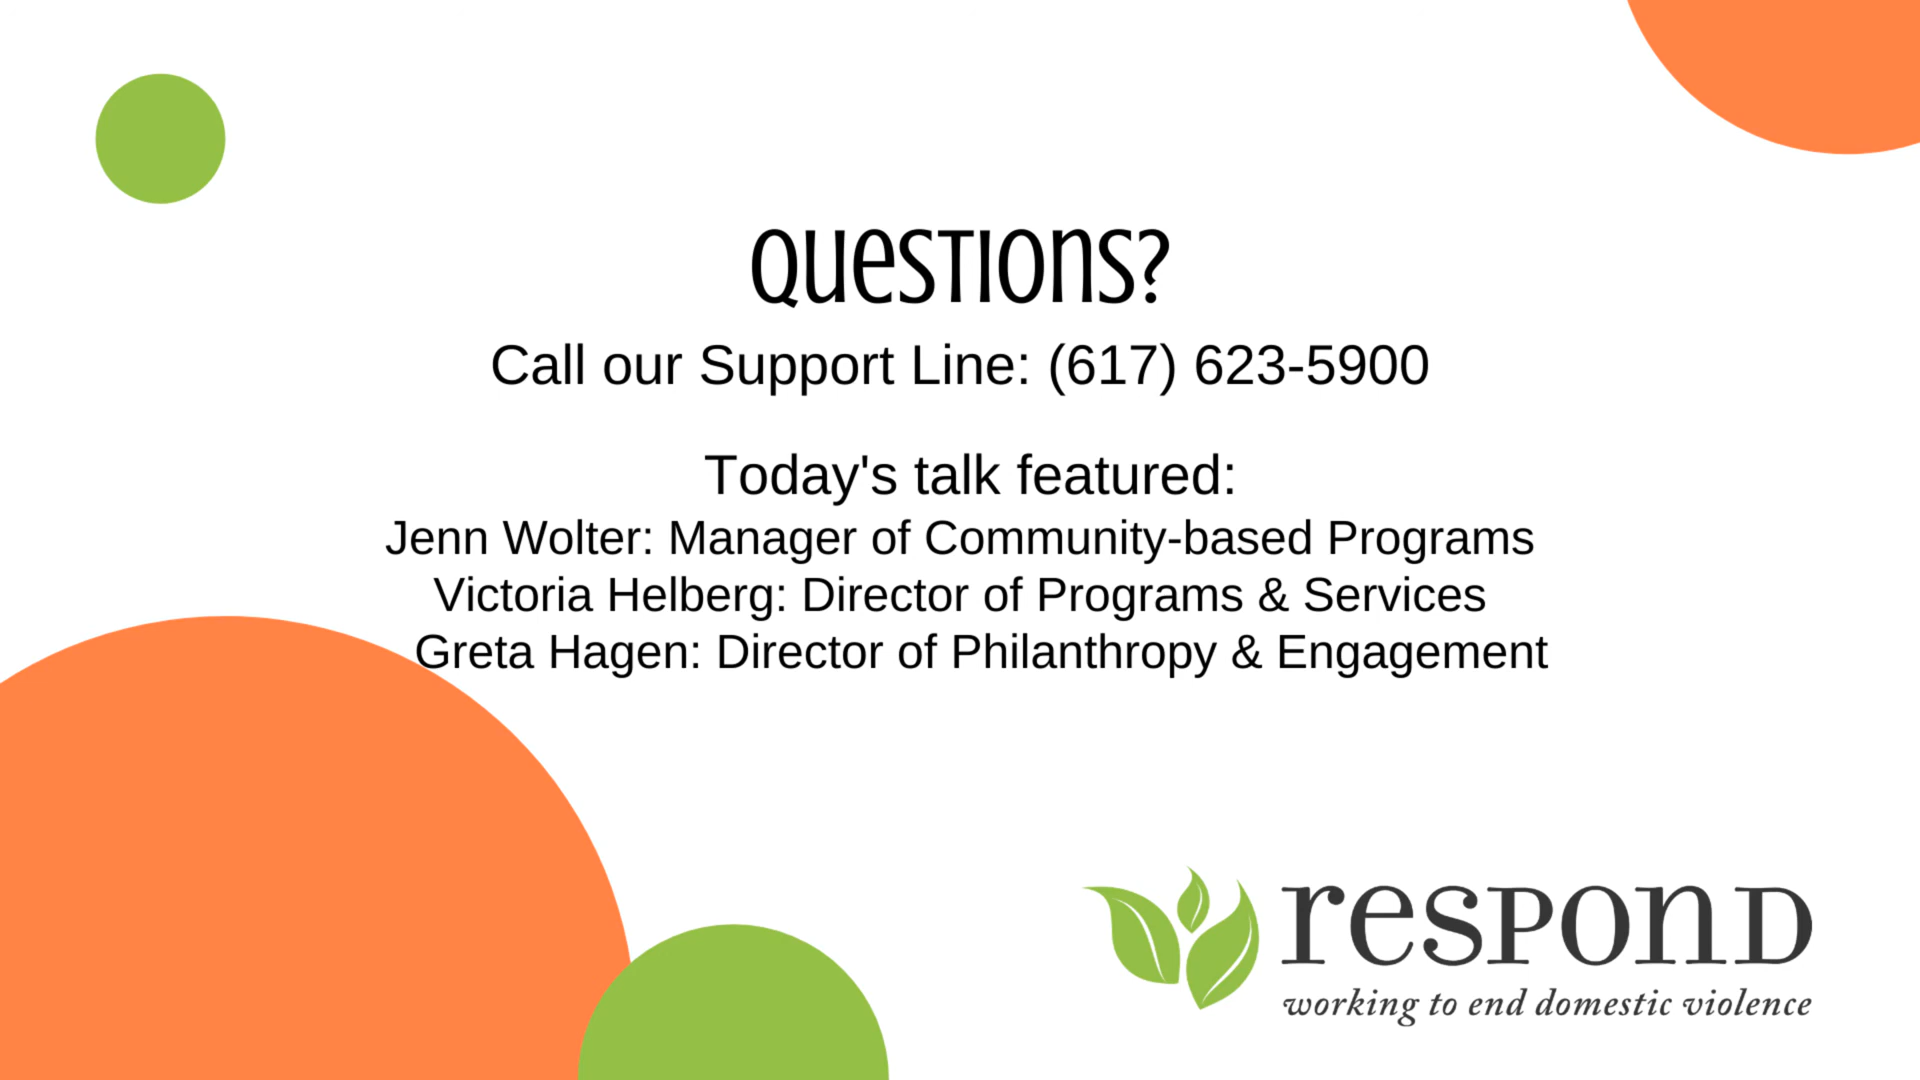 QUESTIONS?
Call our Support Line: (617) 623-5900
Today's talk featured:
Jenn Wolter: Manager of Community-based Programs
Victoria Helberg: Director of Programs & Services
Greta Hagen: Director of Philanthropy & Engagement
respond
working to end domestic violence